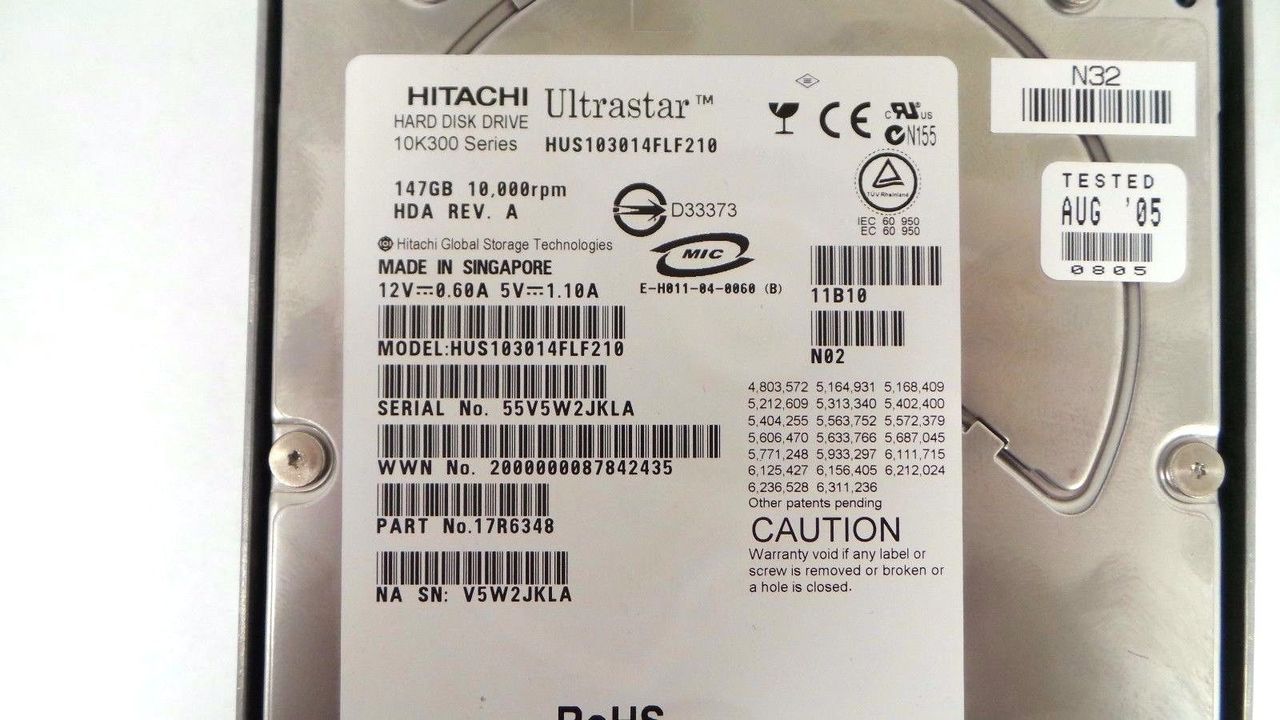 HITACHI Ultrastar™
HARD DISK DRIVE
10K300 Series HUS103014FLF210
147GB 10,000rpm
HDA REV. A
D33373
Hitachi Global Storage Technologies
MADE IN SINGAPORE
12V⎓0.60A 5V⎓1.10A
MIC
E-H011-04-0060 (B)
CE
c RU us
N155
TÜV Rheinland
IEC 60 950
EC 60 950
11B10
N02
MODEL:HUS103014FLF210
SERIAL No. 55V5W2JKLA
WWN No. 2000000087842435
PART No.17R6348
NA SN: V5W2JKLA
4,803,572 5,164,931 5,168,409
5,212,609 5,313,340 5,402,400
5,404,255 5,563,752 5,572,379
5,606,470 5,633,766 5,687,045
5,771,248 5,933,297 6,111,715
6,125,427 6,156,405 6,212,024
6,236,528 6,311,236
Other patents pending
CAUTION
Warranty void if any label or
screw is removed or broken or
a hole is closed.
RoHS
N32
TESTED
AUG '05
0805